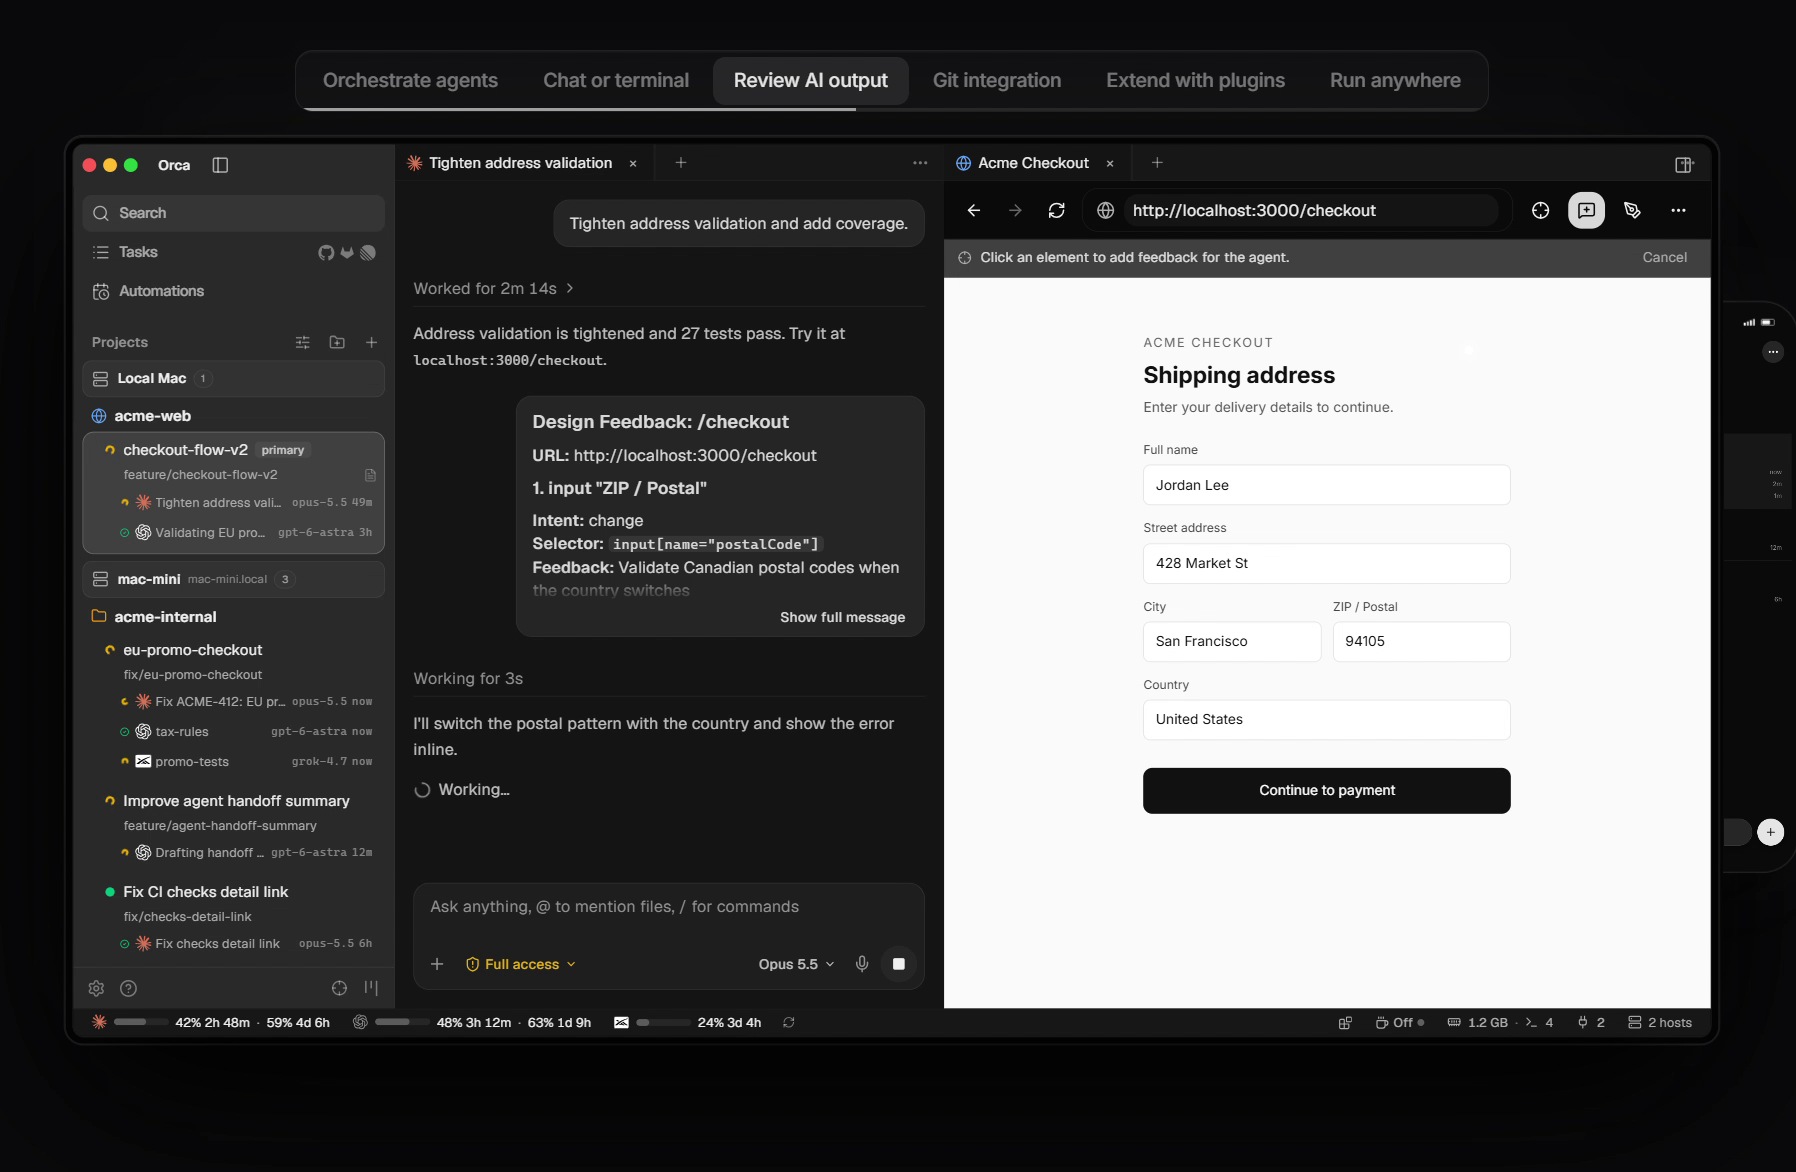 Orchestrate agents
Chat or terminal
Review AI output
Git integration
Extend with plugins
Run anywhere
Orca
Search
Tasks
Automations
Projects
Local Mac 1
acme-web
checkout-flow-v2 primary
feature/checkout-flow-v2
Tighten address vali... opus-5.5 49m
Validating EU pro... gpt-6-astra 3h
mac-mini mac-mini.local 3
acme-internal
eu-promo-checkout
fix/eu-promo-checkout
Fix ACME-412: EU pr... opus-5.5 now
tax-rules gpt-6-astra now
promo-tests grok-4.7 now
Improve agent handoff summary
feature/agent-handoff-summary
Drafting handoff ... gpt-6-astra 12m
Fix CI checks detail link
fix/checks-detail-link
Fix checks detail link opus-5.5 6h
Tighten address validation
Tighten address validation and add coverage.
Worked for 2m 14s
Address validation is tightened and 27 tests pass. Try it at
localhost:3000/checkout.
Design Feedback: /checkout
URL: http://localhost:3000/checkout
1. input "ZIP / Postal"
Intent: change
Selector: input[name="postalCode"]
Feedback: Validate Canadian postal codes when
the country switches
Show full message
Working for 3s
I'll switch the postal pattern with the country and show the error
inline.
Working...
Ask anything, @ to mention files, / for commands
Full access
Opus 5.5
Acme Checkout
http://localhost:3000/checkout
Click an element to add feedback for the agent.
Cancel
ACME CHECKOUT
Shipping address
Enter your delivery details to continue.
Full name
Jordan Lee
Street address
428 Market St
City
San Francisco
ZIP / Postal
94105
Country
United States
Continue to payment
42% 2h 48m · 59% 4d 6h
48% 3h 12m · 63% 1d 9h
24% 3d 4h
Off
1.2 GB · 4
2
2 hosts
now
2m
1m
12m